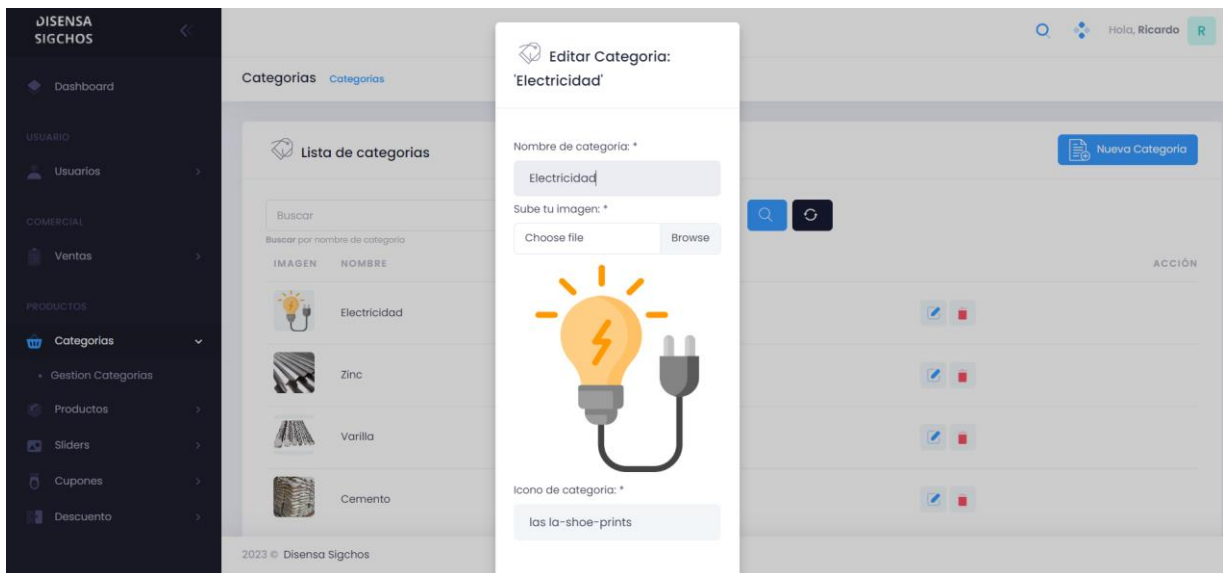 DISENSA
SIGCHOS
Hola, Ricardo R
Dashboard
USUARIO
Usuarios
COMERCIAL
Ventas
PRODUCTOS
Categorias
Gestion Categorias
Productos
Sliders
Cupones
Descuento
Categorias Categorias
Lista de categorias
Nueva Categoria
Buscar
Buscar por nombre de categoria
IMAGEN NOMBRE ACCIÓN
Electricidad
Zinc
Varilla
Cemento
2023 © Disensa Sigchos
Editar Categoria:
'Electricidad'
Nombre de categoria: *
Electricidad
Sube tu imagen: *
Choose file Browse
Icono de categoria: *
las la-shoe-prints